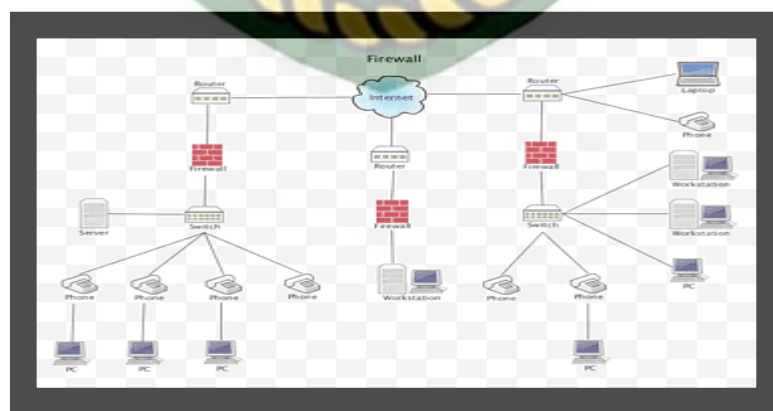 Firewall
Router
Internet
Router
Laptop
Phone
Router
Firewall
Firewall
Workstation
Server
Switch
Firewall
Switch
Workstation
PC
Phone
Phone
Phone
Phone
Workstation
Phone
Phone
PC
PC
PC
PC